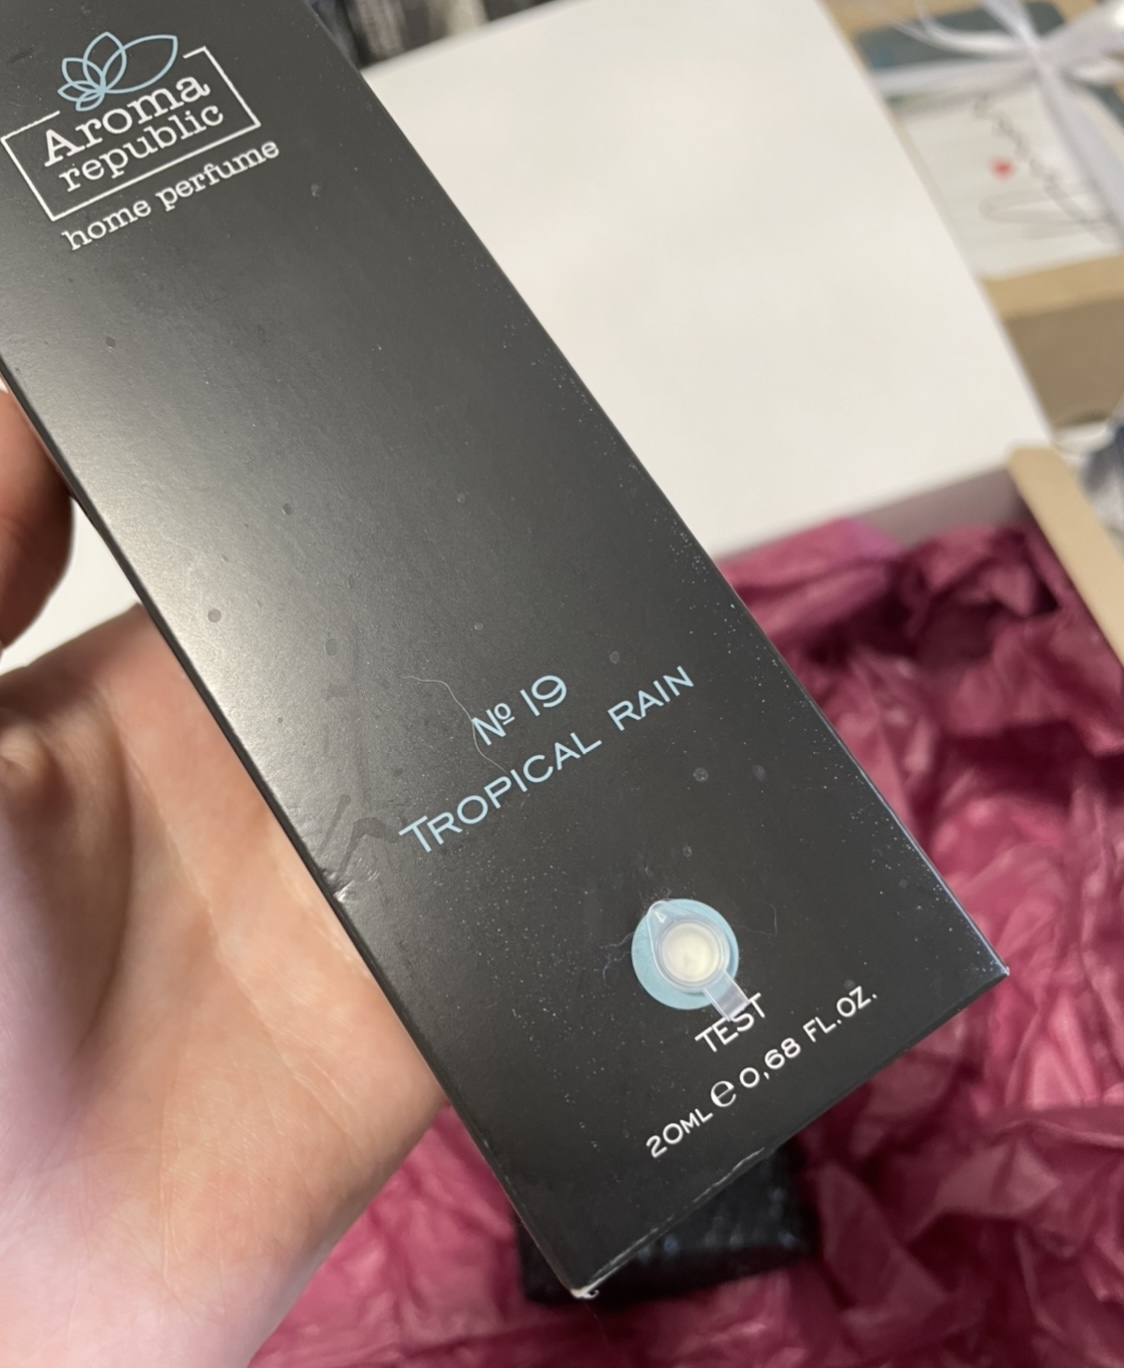 Aroma
republic
home perfume
№ 19
TROPICAL RAIN
TEST
20ML ℮ 0,68 FL.OZ.